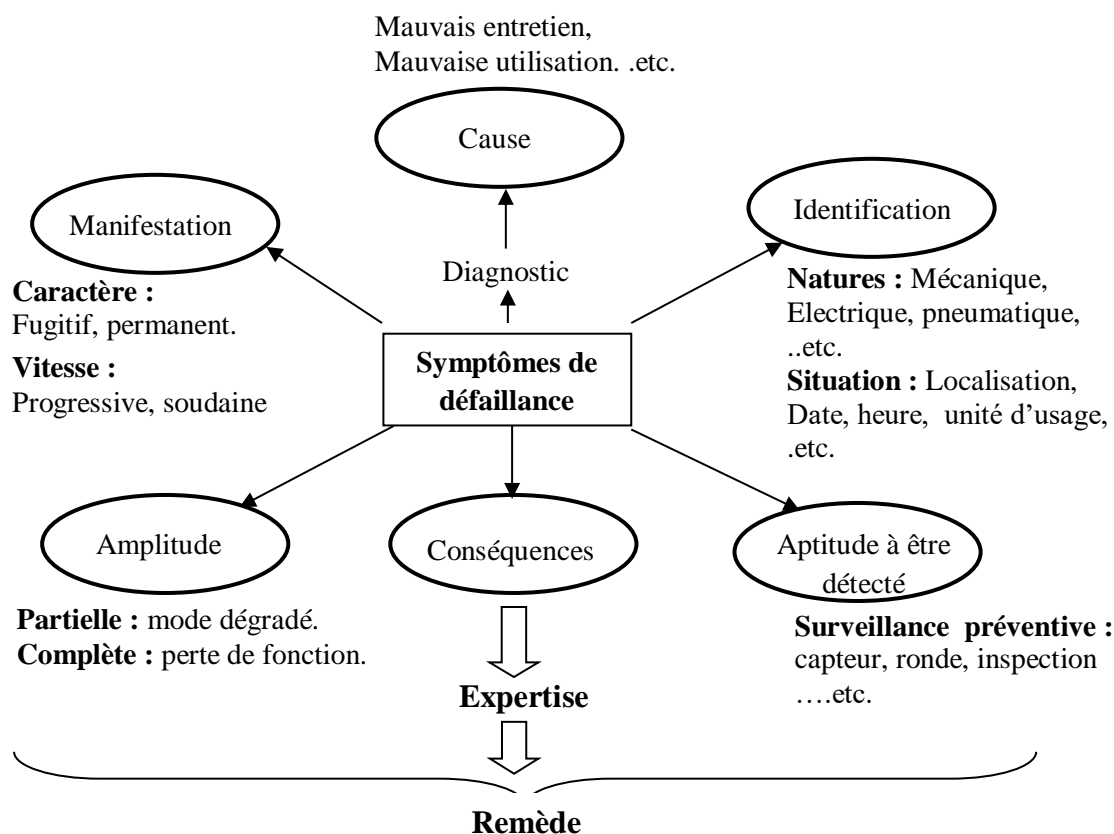 Mauvais entretien,
Mauvaise utilisation. .etc.
Cause
Manifestation
Identification
Diagnostic
Caractère :
Fugitif, permanent.
Vitesse :
Progressive, soudaine
Natures : Mécanique,
Electrique, pneumatique,
..etc.
Situation : Localisation,
Date, heure, unité d’usage,
.etc.
Symptômes de
défaillance
Amplitude
Conséquences
Aptitude à être
détecté
Partielle : mode dégradé.
Complète : perte de fonction.
Surveillance préventive :
capteur, ronde, inspection
….etc.
Expertise
Remède